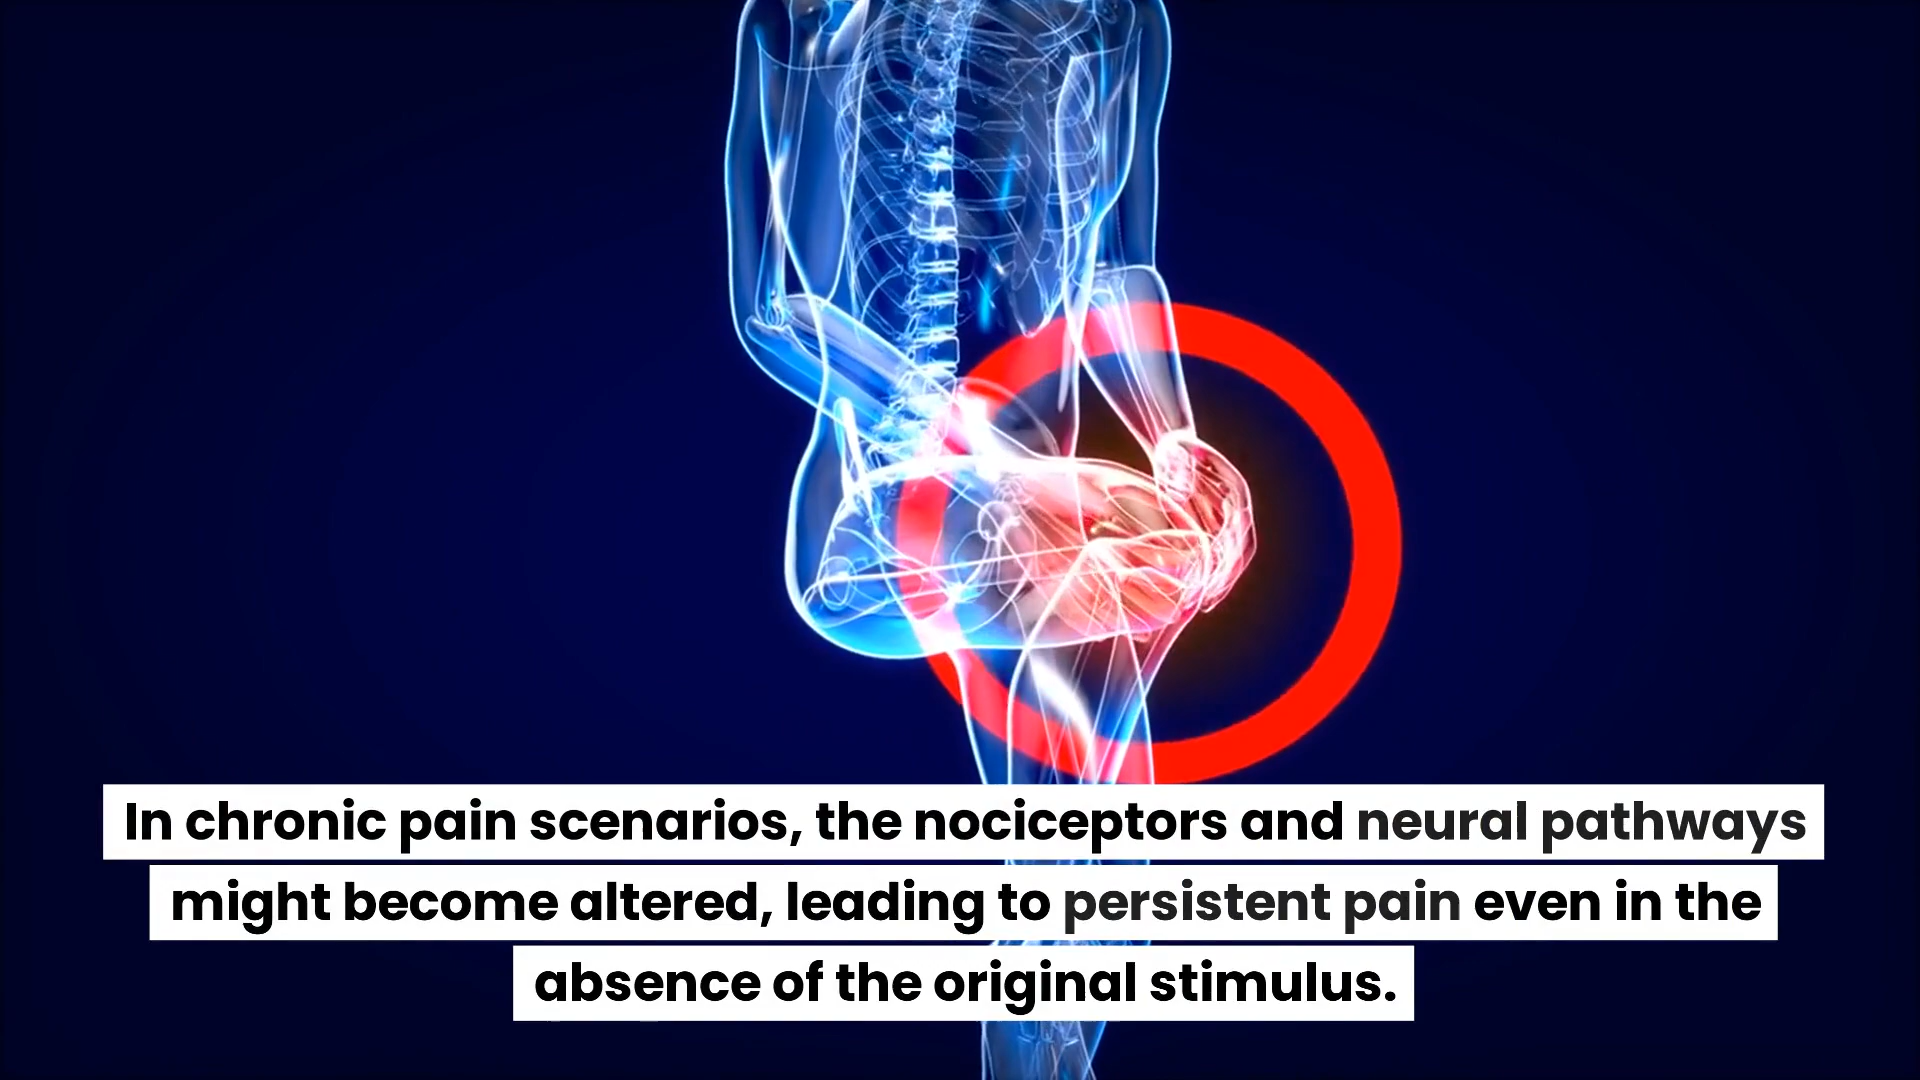 In chronic pain scenarios, the nociceptors and neural pathways
might become altered, leading to persistent pain even in the
absence of the original stimulus.